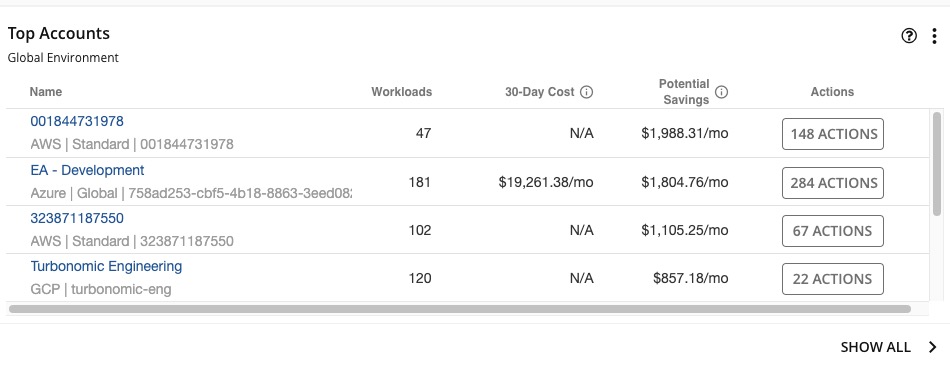 Top Accounts
Global Environment
Name Workloads 30-Day Cost Potential Savings Actions
001844731978
AWS | Standard | 001844731978
47 N/A $1,988.31/mo 148 ACTIONS
EA - Development
Azure | Global | 758ad253-cbf5-4b18-8863-3eed08
181 $19,261.38/mo $1,804.76/mo 284 ACTIONS
323871187550
AWS | Standard | 323871187550
102 N/A $1,105.25/mo 67 ACTIONS
Turbonomic Engineering
GCP | turbonomic-eng
120 N/A $857.18/mo 22 ACTIONS
SHOW ALL